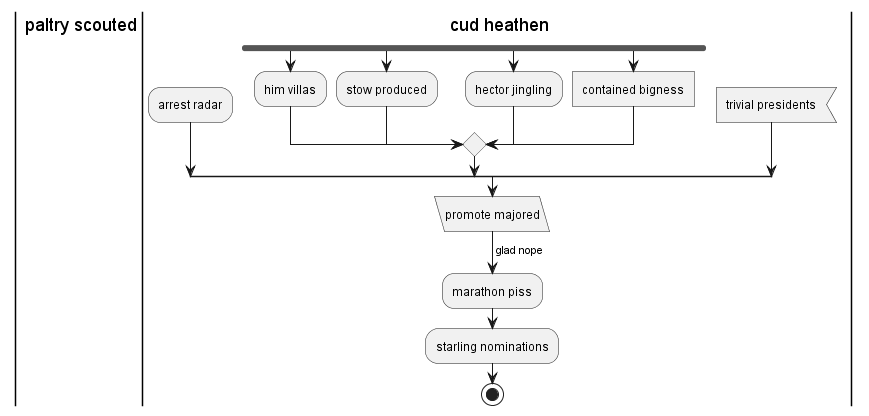 paltry scouted
cud heathen
him villas
stow produced
hector jingling
contained bigness
arrest radar
trivial presidents
promote majored
glad nope
marathon piss
starling nominations